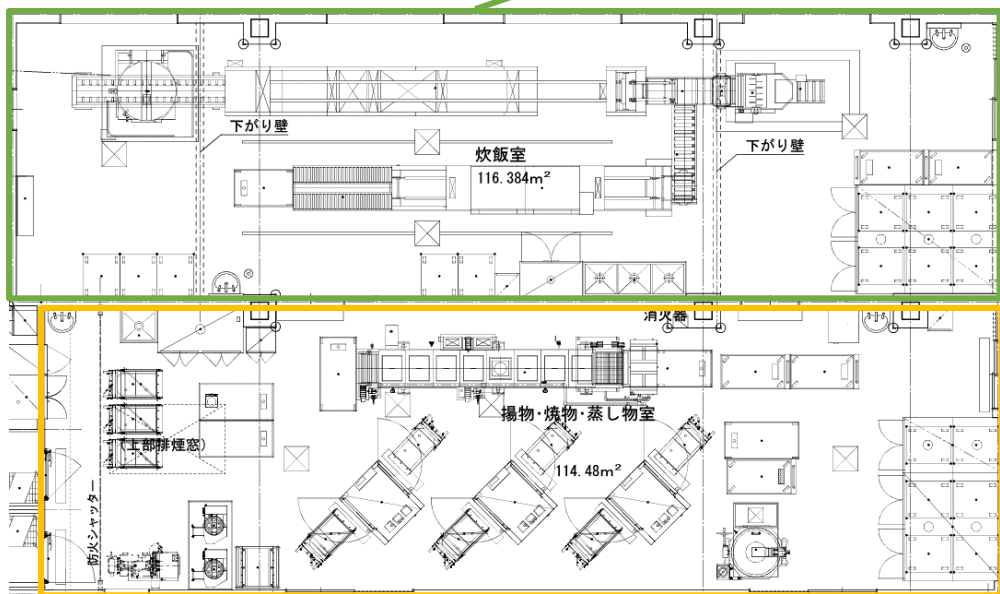 下がり壁
炊飯室
116.384m²
下がり壁
消火器
揚物・焼物・蒸し物室
114.48m²
(上部排煙窓)
防火シャッター